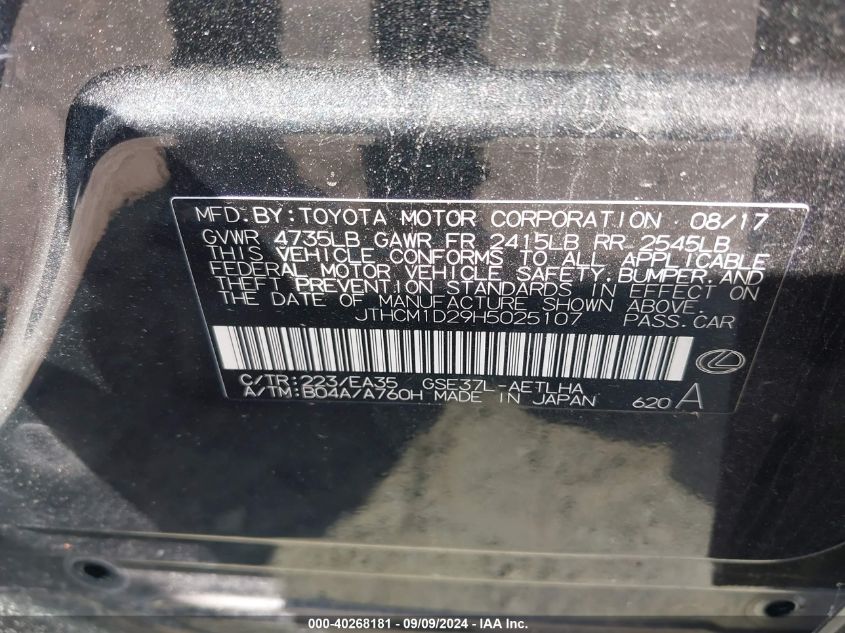 MFD. BY: TOYOTA MOTOR CORPORATION 08/17
GVWR 4735LB GAWR FR 2415LB RR 2545LB
THIS VEHICLE CONFORMS TO ALL APPLICABLE
FEDERAL MOTOR VEHICLE SAFETY, BUMPER, AND
THEFT PREVENTION STANDARDS IN EFFECT ON
THE DATE OF MANUFACTURE SHOWN ABOVE.
JTHCM1D29H5025107 PASS. CAR
C/TR: 223/EA35 GSE37L-AETLHA
A/TM: B04A/A760H MADE IN JAPAN 620 A
000-40268181 - 09/09/2024 - IAA Inc.